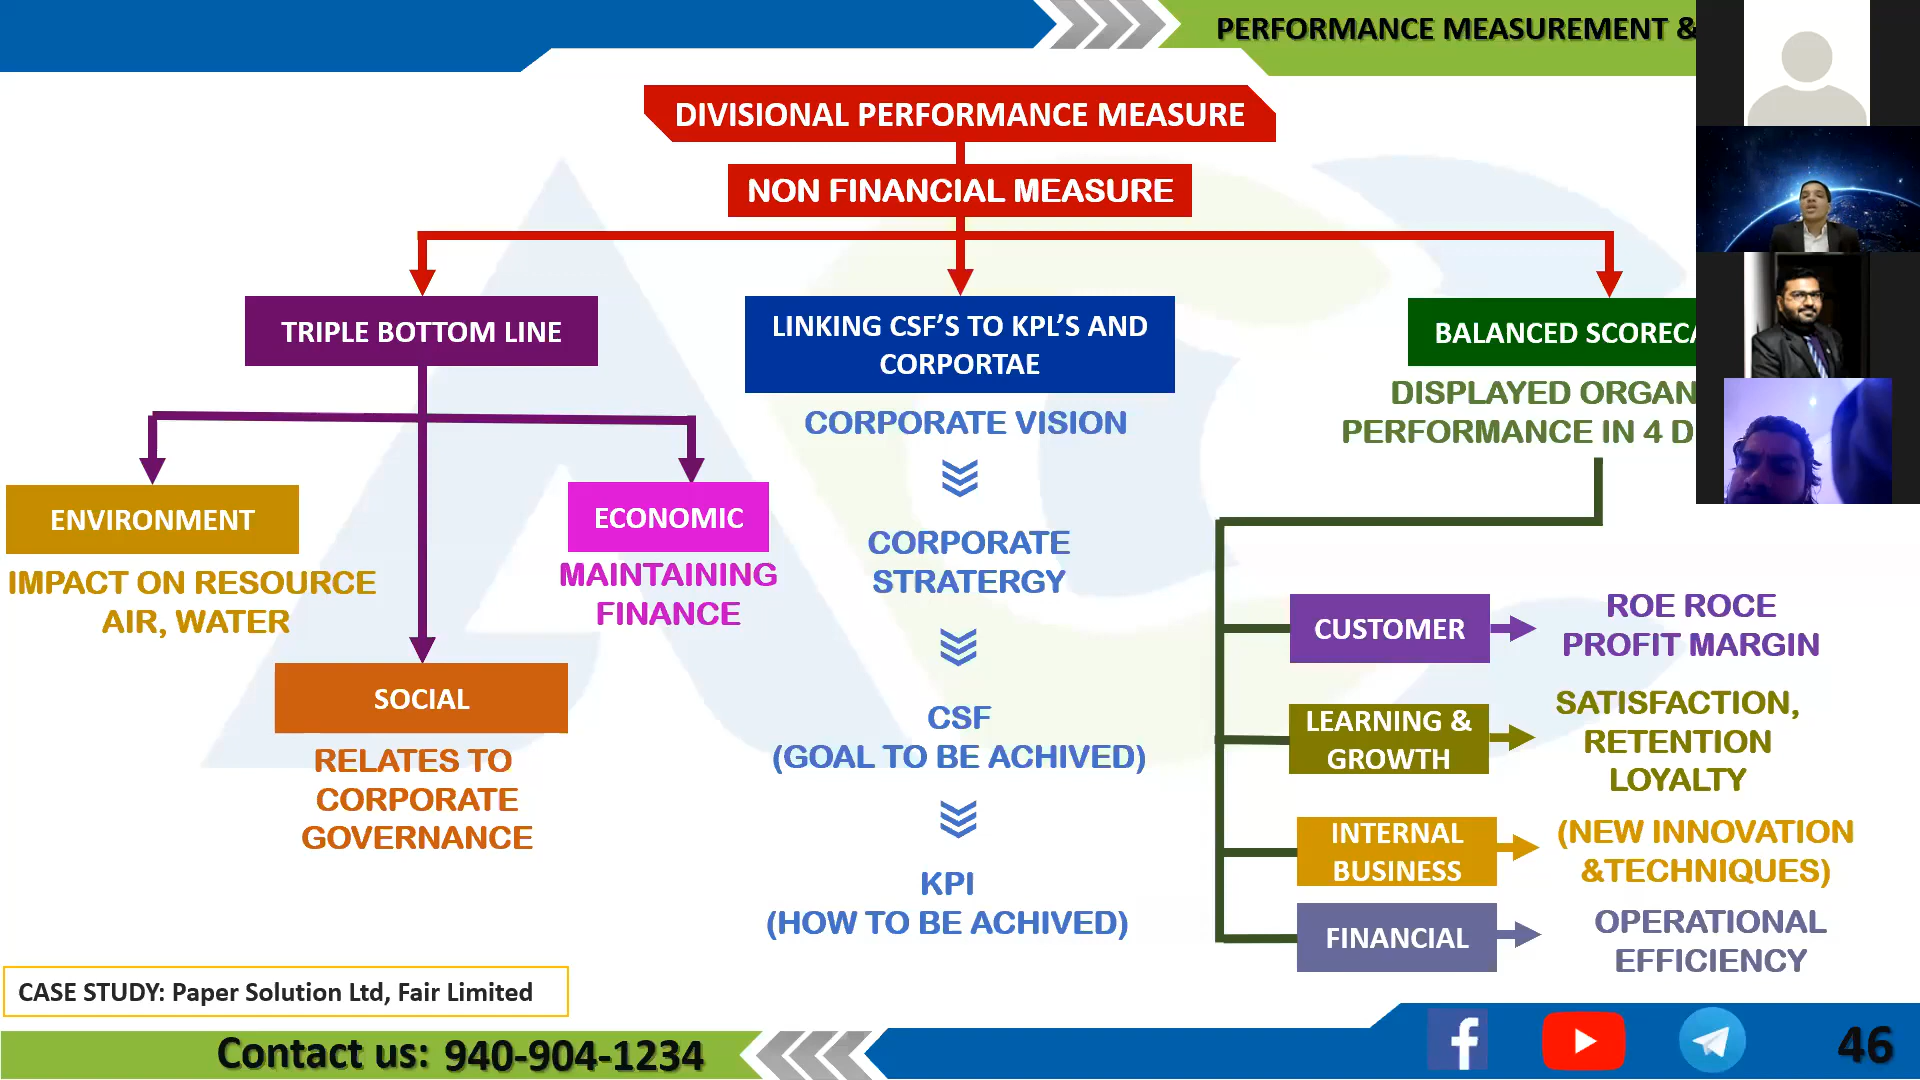 PERFORMANCE MEASUREMENT &
DIVISIONAL PERFORMANCE MEASURE
NON FINANCIAL MEASURE
TRIPLE BOTTOM LINE
ENVIRONMENT
IMPACT ON RESOURCE
AIR, WATER
SOCIAL
RELATES TO
CORPORATE
GOVERNANCE
ECONOMIC
MAINTAINING
FINANCE
LINKING CSF'S TO KPL'S AND
CORPORTAE
CORPORATE VISION
CORPORATE
STRATERGY
CSF
(GOAL TO BE ACHIVED)
KPI
(HOW TO BE ACHIVED)
BALANCED
DISPLAYED
PERFORMANCE IN 4
CUSTOMER
ROE ROCE
PROFIT MARGIN
LEARNING &
GROWTH
SATISFACTION,
RETENTION
LOYALTY
INTERNAL
BUSINESS
(NEW INNOVATION
&TECHNIQUES)
FINANCIAL
OPERATIONAL
EFFICIENCY
CASE STUDY: Paper Solution Ltd, Fair Limited
Contact us: 940-904-1234
46